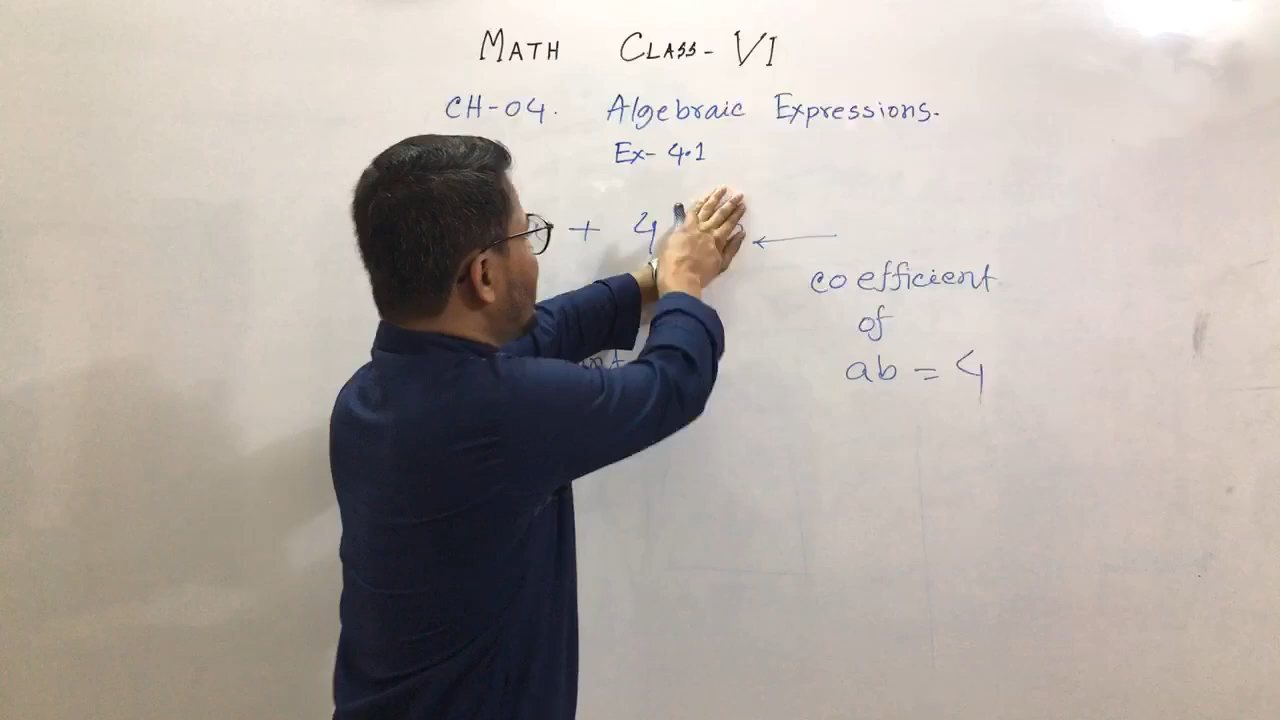 MATH CLASS-VI
CH-04. Algebraic Expressions.
Ex- 4.1
+ 4
coefficient
of
ab = 4